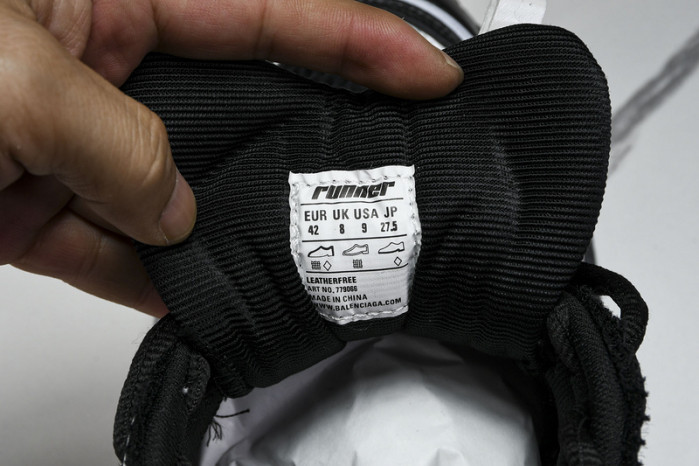 runner
EUR UK USA JP
42 8 9 27.5
LEATHERFREE
ART NO. 779066
MADE IN CHINA
WWW.BALENCIAGA.COM